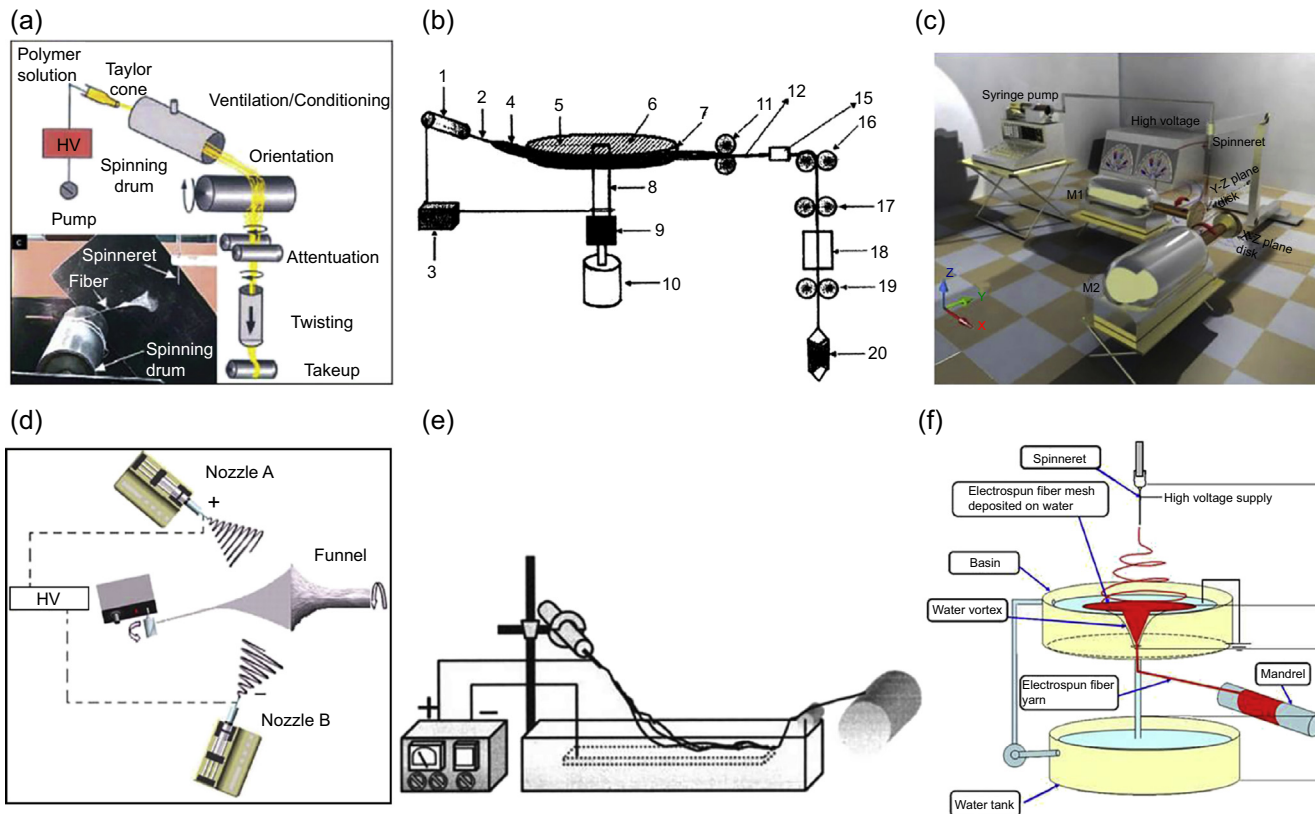 (a)
Polymer
solution
Taylor
cone
Ventilation/Conditioning
HV
Spinning
drum
Orientation
Pump
Attentuation
Twisting
Takeup
c
Spinneret
Fiber
Spinning
drum
(b)
1
2
4
5
6
7
11
12
15
16
8
9
3
10
17
18
19
20
(c)
Syringe pump
High voltage
Spinneret
M1
Y-Z plane
disk
X-Z plane
disk
M2
Z
Y
X
(d)
Nozzle A
+
Funnel
HV
−
Nozzle B
(e)
+
−
(f)
Spinneret
High voltage supply
Electrospun fiber mesh
deposited on water
Basin
Water vortex
Mandrel
Electrospun fiber
yarn
Water tank